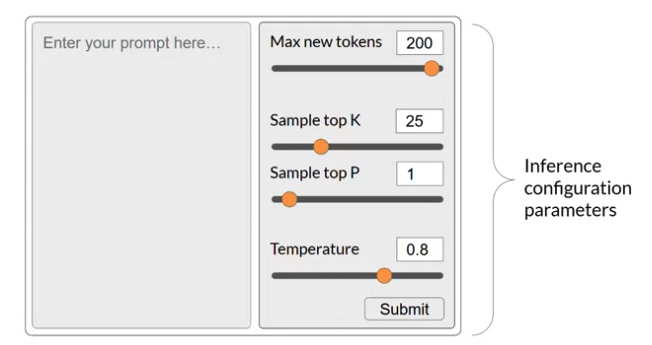 Enter your prompt here…
Max new tokens 200
Sample top K 25
Sample top P 1
Temperature 0.8
Submit
Inference
configuration
parameters